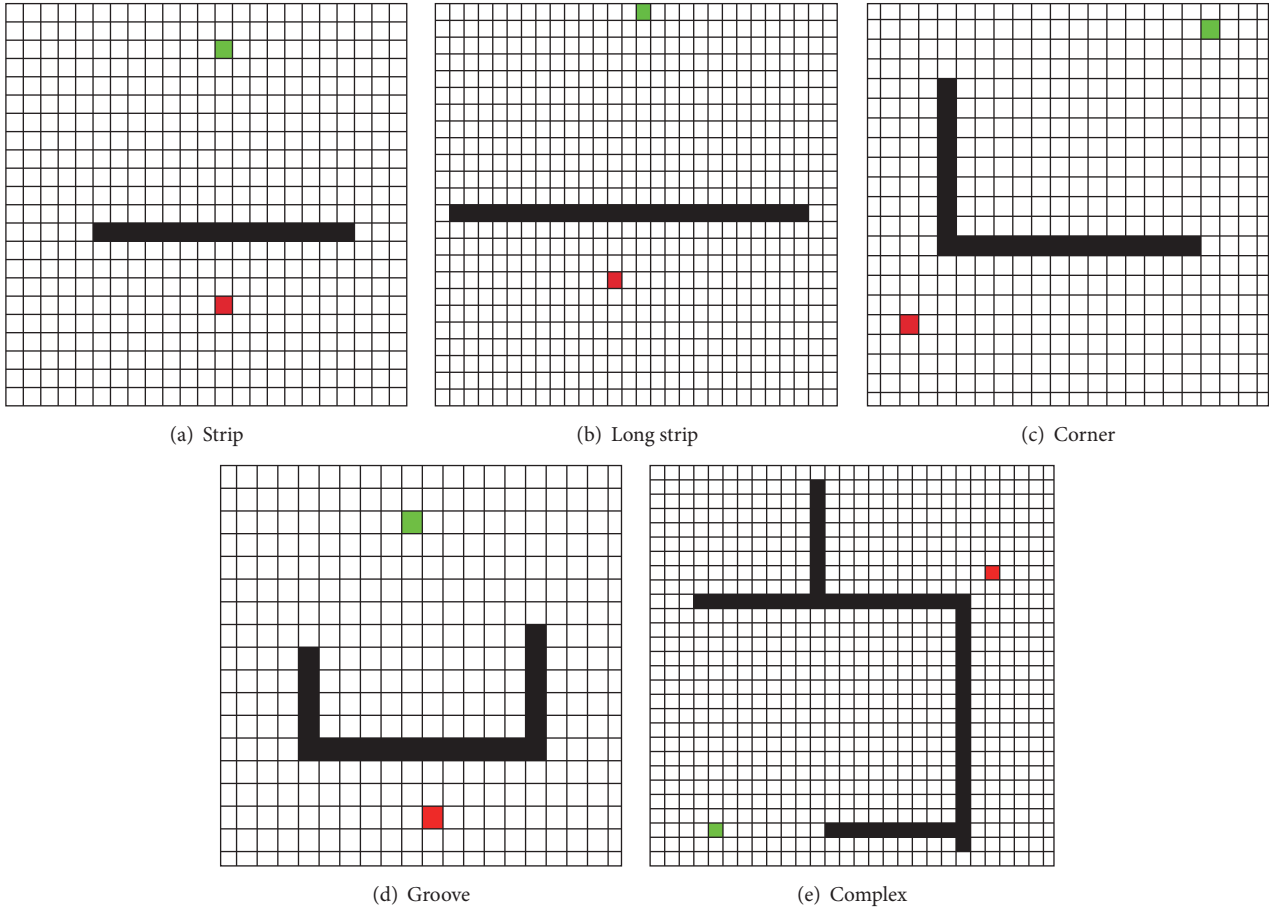 (a) Strip
(b) Long strip
(c) Corner
(d) Groove
(e) Complex